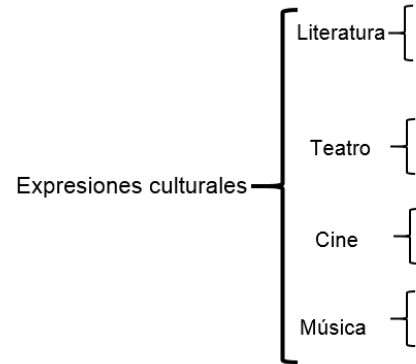 Literatura
Teatro
Expresiones culturales
Cine
Música